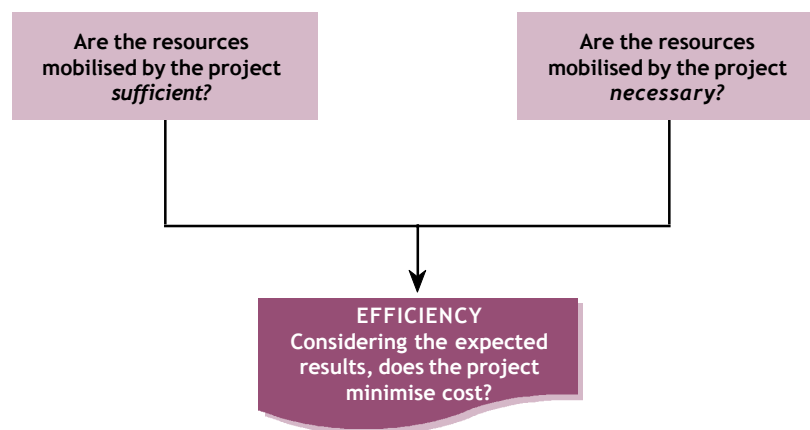 Are the resources
mobilised by the project
sufficient?
Are the resources
mobilised by the project
necessary?
EFFICIENCY
Considering the expected
results, does the project
minimise cost?